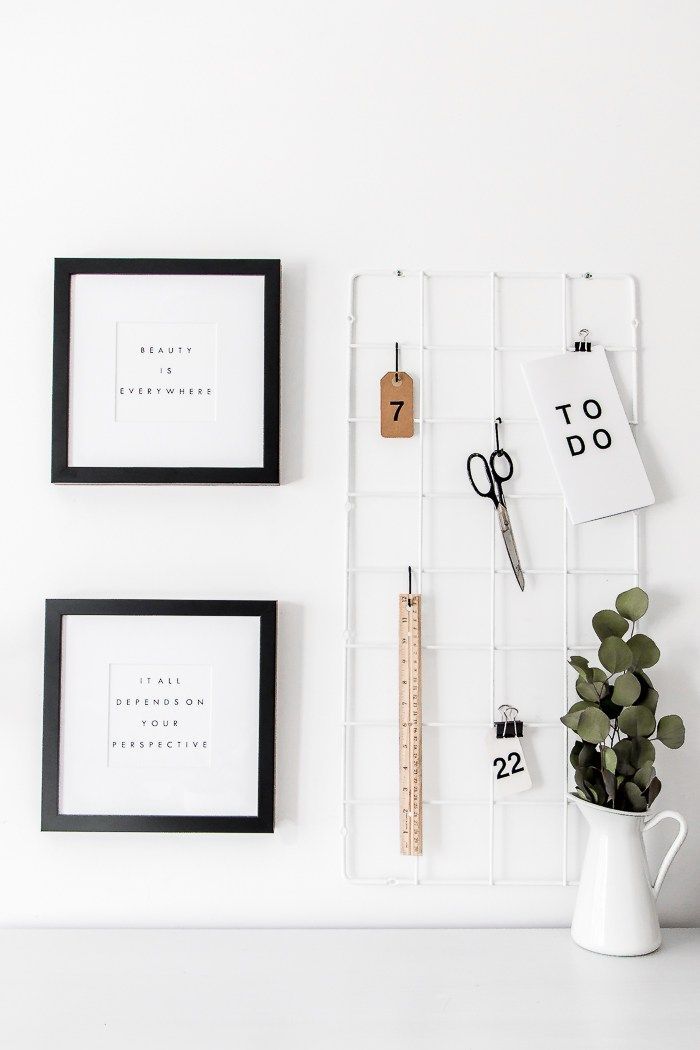 BEAUTY
IS
EVERYWHERE
IT ALL
DEPENDS ON
YOUR
PERSPECTIVE
7
TO
DO
22